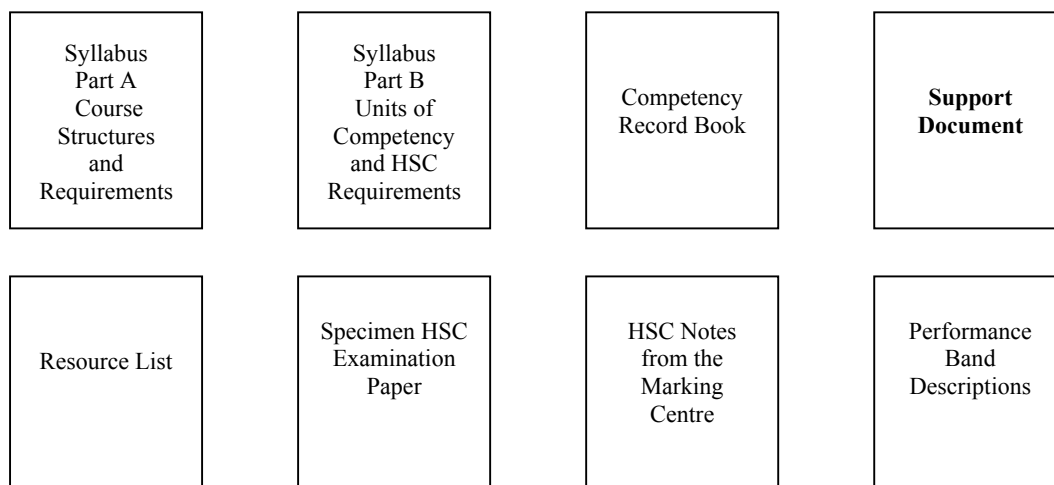 Syllabus
Part A
Course
Structures
and
Requirements
Syllabus
Part B
Units of
Competency
and HSC
Requirements
Competency
Record Book
Support
Document
Resource List
Specimen HSC
Examination
Paper
HSC Notes
from the
Marking
Centre
Performance
Band
Descriptions